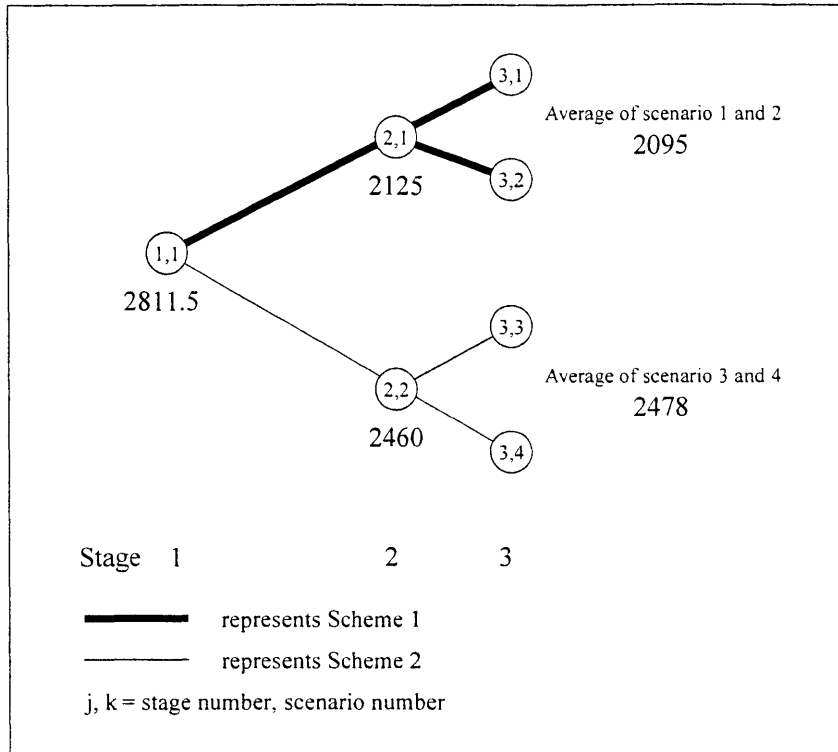 3,1
Average of scenario 1 and 2
2,1
2095
2125
3,2
1,1
2811.5
3,3
Average of scenario 3 and 4
2,2
2478
2460
3,4
Stage 1 2 3
represents Scheme 1
represents Scheme 2
j, k = stage number, scenario number